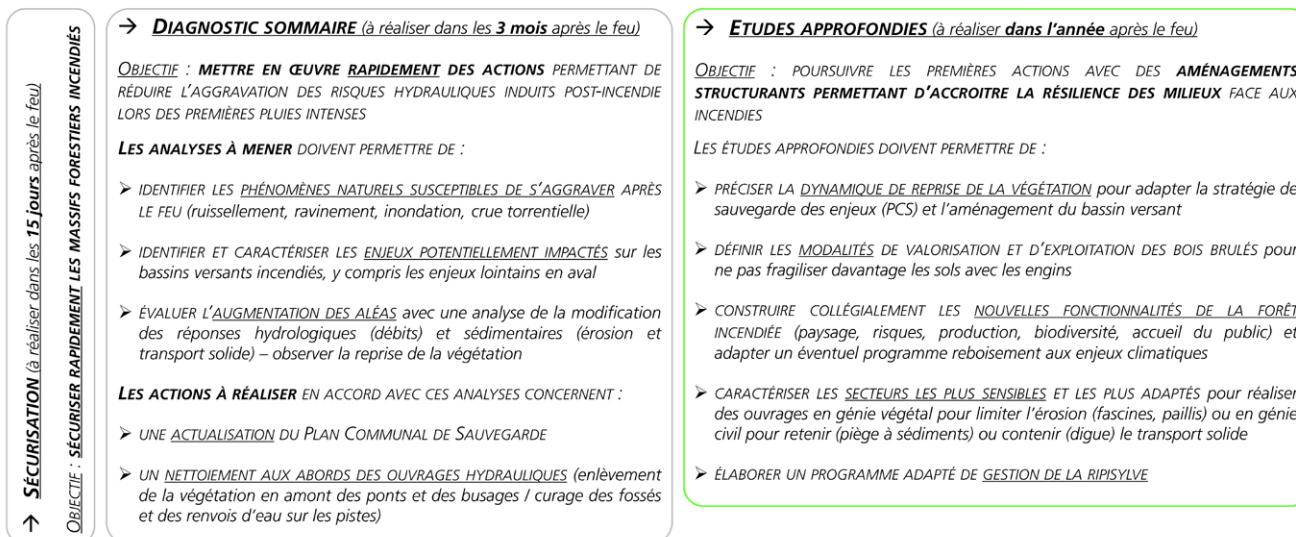 → SÉCURISATION (à réaliser dans les 15 jours après le feu)
OBJECTIF : SÉCURISER RAPIDEMENT LES MASSIFS FORESTIERS INCENDIÉS
→ DIAGNOSTIC SOMMAIRE (à réaliser dans les 3 mois après le feu)
OBJECTIF : METTRE EN ŒUVRE RAPIDEMENT DES ACTIONS PERMETTANT DE
RÉDUIRE L'AGGRAVATION DES RISQUES HYDRAULIQUES INDUITS POST-INCENDIE
LORS DES PREMIÈRES PLUIES INTENSES
LES ANALYSES À MENER DOIVENT PERMETTRE DE :
➢ IDENTIFIER LES PHÉNOMÈNES NATURELS SUSCEPTIBLES DE S'AGGRAVER APRÈS
LE FEU (ruissellement, ravinement, inondation, crue torrentielle)
➢ IDENTIFIER ET CARACTÉRISER LES ENJEUX POTENTIELLEMENT IMPACTÉS sur les
bassins versants incendiés, y compris les enjeux lointains en aval
➢ ÉVALUER L'AUGMENTATION DES ALÉAS avec une analyse de la modification
des réponses hydrologiques (débits) et sédimentaires (érosion et
transport solide) – observer la reprise de la végétation
LES ACTIONS À RÉALISER EN ACCORD AVEC CES ANALYSES CONCERNENT :
➢ UNE ACTUALISATION DU PLAN COMMUNAL DE SAUVEGARDE
➢ UN NETTOIEMENT AUX ABORDS DES OUVRAGES HYDRAULIQUES (enlèvement
de la végétation en amont des ponts et des busages / curage des fossés
et des renvois d'eau sur les pistes)
→ ETUDES APPROFONDIES (à réaliser dans l'année après le feu)
OBJECTIF : POURSUIVRE LES PREMIÈRES ACTIONS AVEC DES AMÉNAGEMENTS
STRUCTURANTS PERMETTANT D'ACCROITRE LA RÉSILIENCE DES MILIEUX FACE AUX
INCENDIES
LES ÉTUDES APPROFONDIES DOIVENT PERMETTRE DE :
➢ PRÉCISER LA DYNAMIQUE DE REPRISE DE LA VÉGÉTATION pour adapter la stratégie de
sauvegarde des enjeux (PCS) et l'aménagement du bassin versant
➢ DÉFINIR LES MODALITÉS DE VALORISATION ET D'EXPLOITATION DES BOIS BRULÉS pour
ne pas fragiliser davantage les sols avec les engins
➢ CONSTRUIRE COLLÉGIALEMENT LES NOUVELLES FONCTIONNALITÉS DE LA FORÊT
INCENDIÉE (paysage, risques, production, biodiversité, accueil du public) et
adapter un éventuel programme reboisement aux enjeux climatiques
➢ CARACTÉRISER LES SECTEURS LES PLUS SENSIBLES ET LES PLUS ADAPTÉS pour réaliser
des ouvrages en génie végétal pour limiter l'érosion (fascines, paillis) ou en génie
civil pour retenir (piège à sédiments) ou contenir (digue) le transport solide
➢ ÉLABORER UN PROGRAMME ADAPTÉ DE GESTION DE LA RIPISYLVE